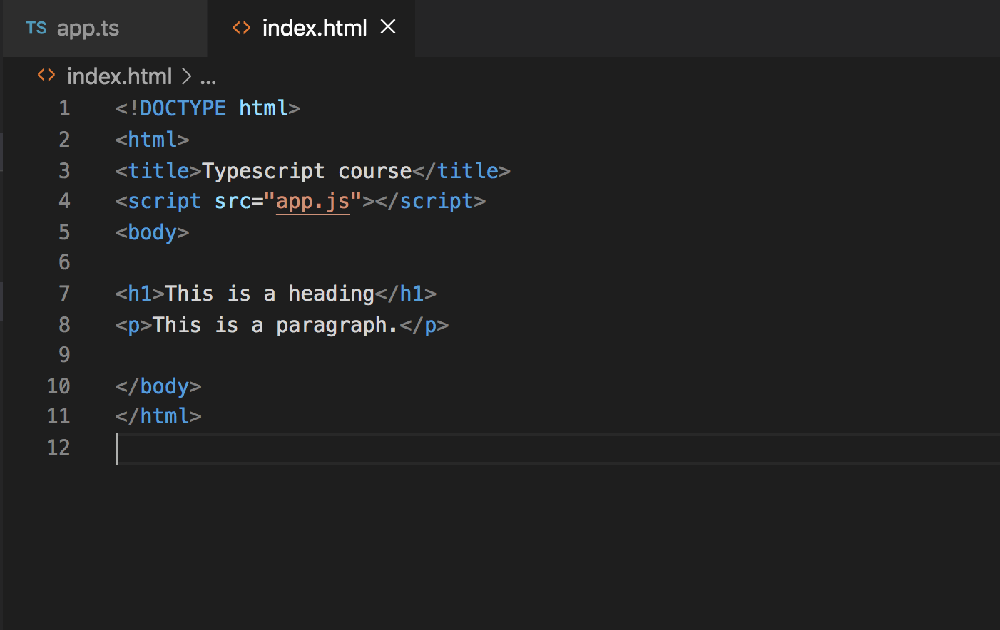 TS app.ts <> index.html ×
<> index.html > ...
1 <!DOCTYPE html>
2 <html>
3 <title>Typescript course</title>
4 <script src="app.js"></script>
5 <body>
6
7 <h1>This is a heading</h1>
8 <p>This is a paragraph.</p>
9
10 </body>
11 </html>
12